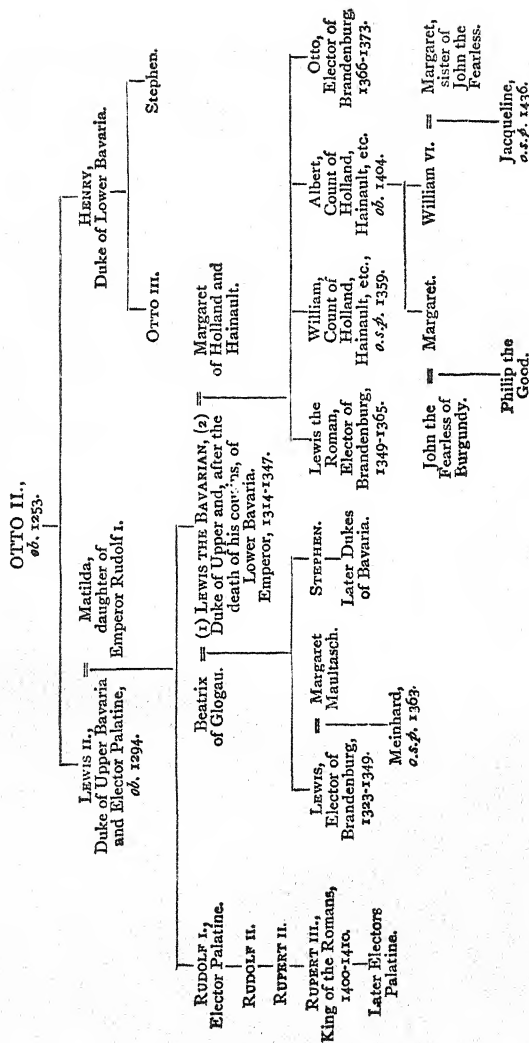 OTTO II.,
ob. 1253.
LEWIS II.,
Duke of Upper Bavaria
and Elector Palatine,
ob. 1294.
=
Matilda,
daughter of
Emperor Rudolf I.
HENRY,
Duke of Lower Bavaria.
OTTO III.
Stephen.
RUDOLF I.,
Elector Palatine.
RUDOLF II.
RUPERT II.
RUPERT III.,
King of the Romans,
1400-1410.
Later Electors
Palatine.
Beatrix
of Glogau.
=
(1) LEWIS THE BAVARIAN, (2)
Duke of Upper and, after the
death of his cousins, of
Lower Bavaria.
Emperor, 1314-1347.
=
Margaret
of Holland and
Hainault.
LEWIS,
Elector of
Brandenburg,
1323-1349.
=
Margaret
Maultasch.
Meinhard,
o.s.p. 1363.
STEPHEN.
Later Dukes
of Bavaria.
Lewis the
Roman,
Elector of
Brandenburg,
1349-1365.
William,
Count of
Holland,
Hainault, etc.,
o.s.p. 1359.
Albert,
Count of
Holland,
Hainault, etc.
ob. 1404.
Otto,
Elector of
Brandenburg,
1366-1373.
John the
Fearless of
Burgundy.
=
Margaret.
William VI.
=
Margaret,
sister of
John the
Fearless.
Philip the
Good.
Jacqueline,
o.s.p. 1436.